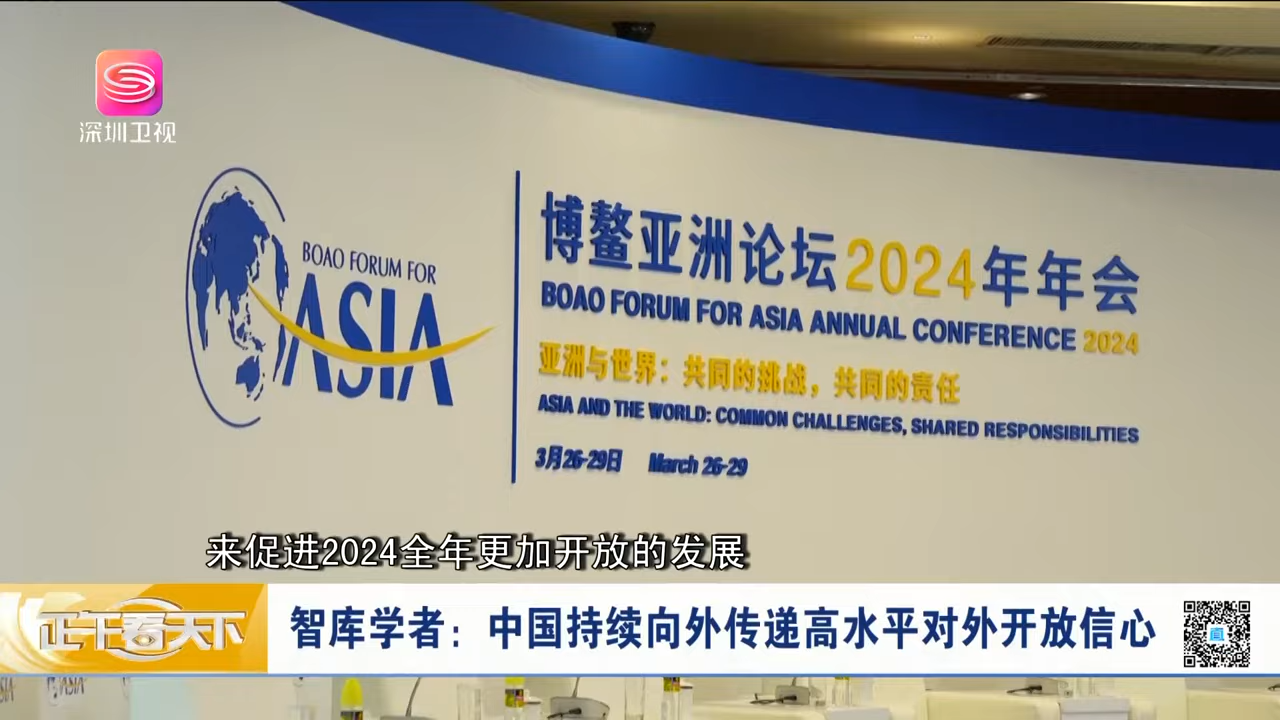 深圳卫视
BOAO FORUM FOR
ASIA
博鳌亚洲论坛2024年年会
BOAO FORUM FOR ASIA ANNUAL CONFERENCE 2024
亚洲与世界：共同的挑战，共同的责任
ASIA AND THE WORLD: COMMON CHALLENGES, SHARED RESPONSIBILITIES
3月26-29日 March 26-29
来促进2024全年更加开放的发展
正午看天下
智库学者：中国持续向外传递高水平对外开放信心
ASIA